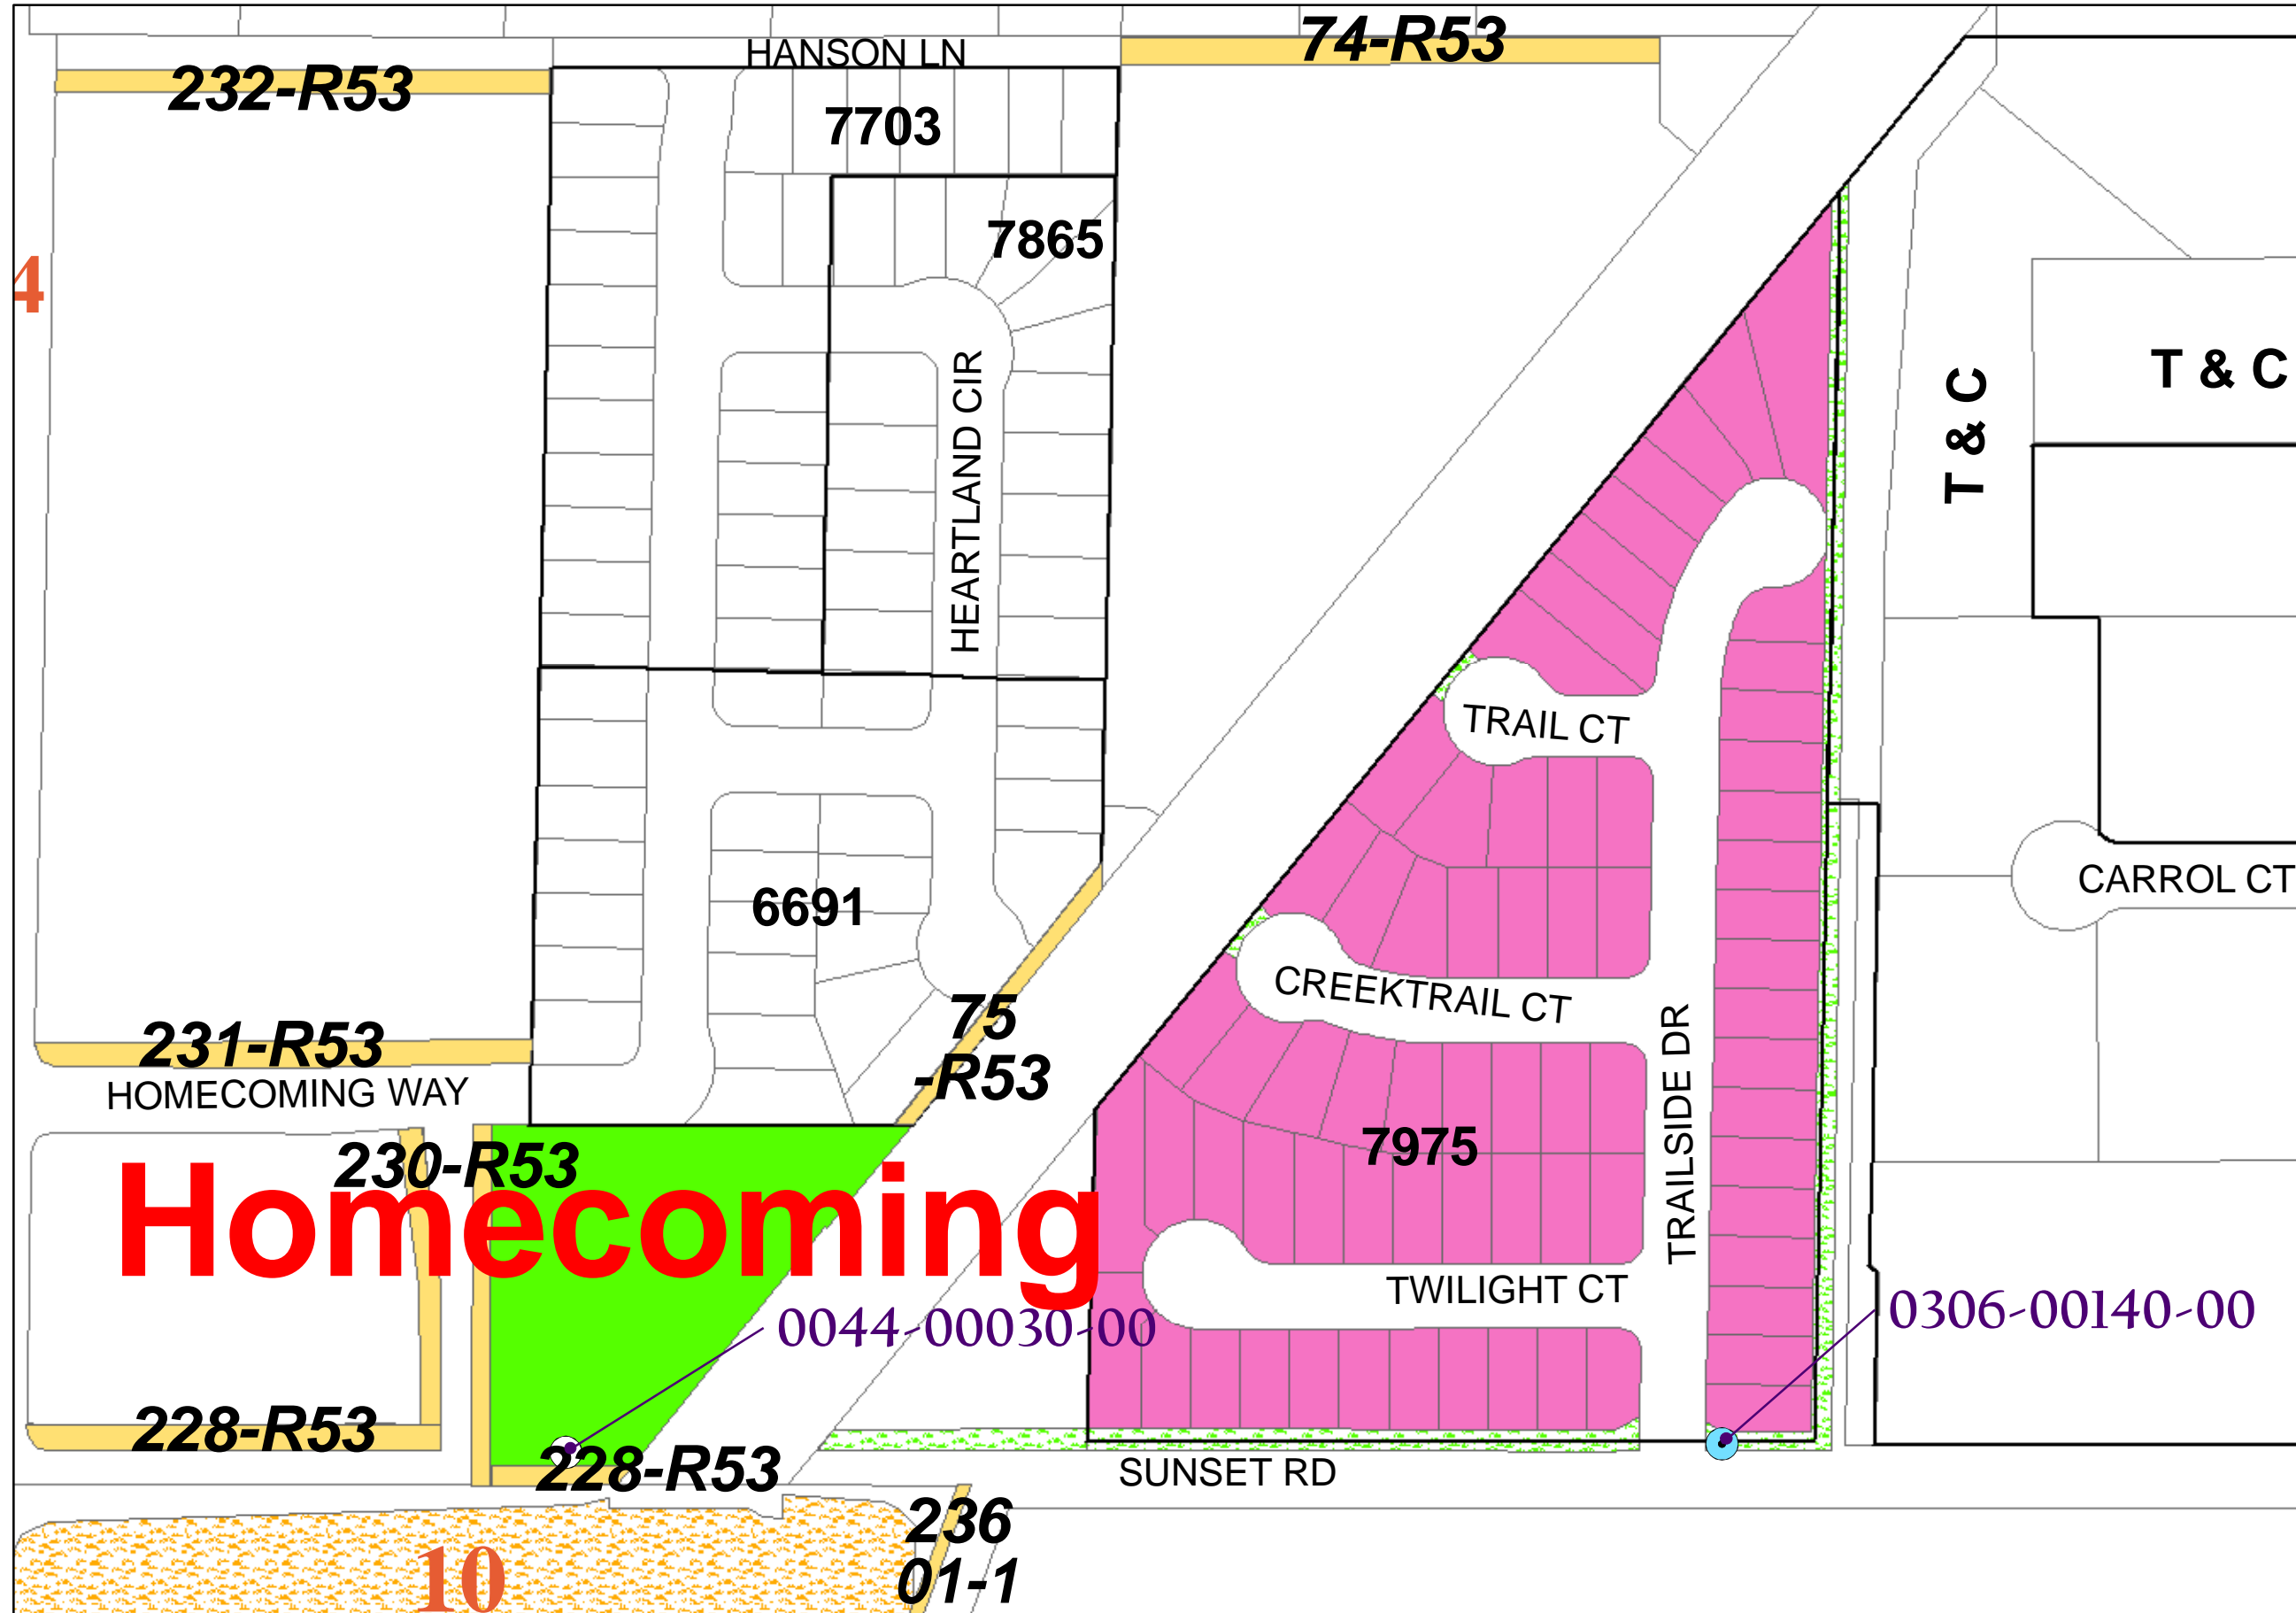 HANSON LN
74-R53
232-R53
7703
7865
4
T & C
T & C
HEARTLAND CIR
TRAIL CT
CARROL CT
6691
CREEKTRAIL CT
75
-R53
231-R53
HOMECOMING WAY
TRAILSIDE DR
7975
230-R53
Homecoming
TWILIGHT CT
0044-00030-00
0306-00140-00
228-R53
228-R53
SUNSET RD
236
01-1
10